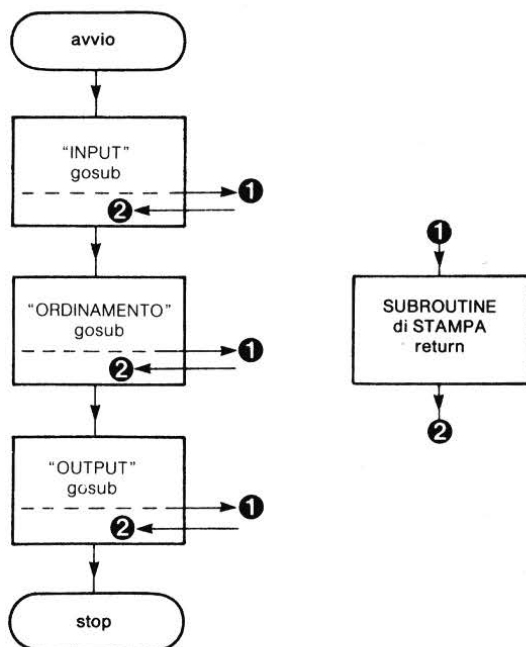 avvio
“INPUT”
gosub
1
2
“ORDINAMENTO”
gosub
1
2
“OUTPUT”
gosub
1
2
stop
1
SUBROUTINE
di STAMPA
return
2